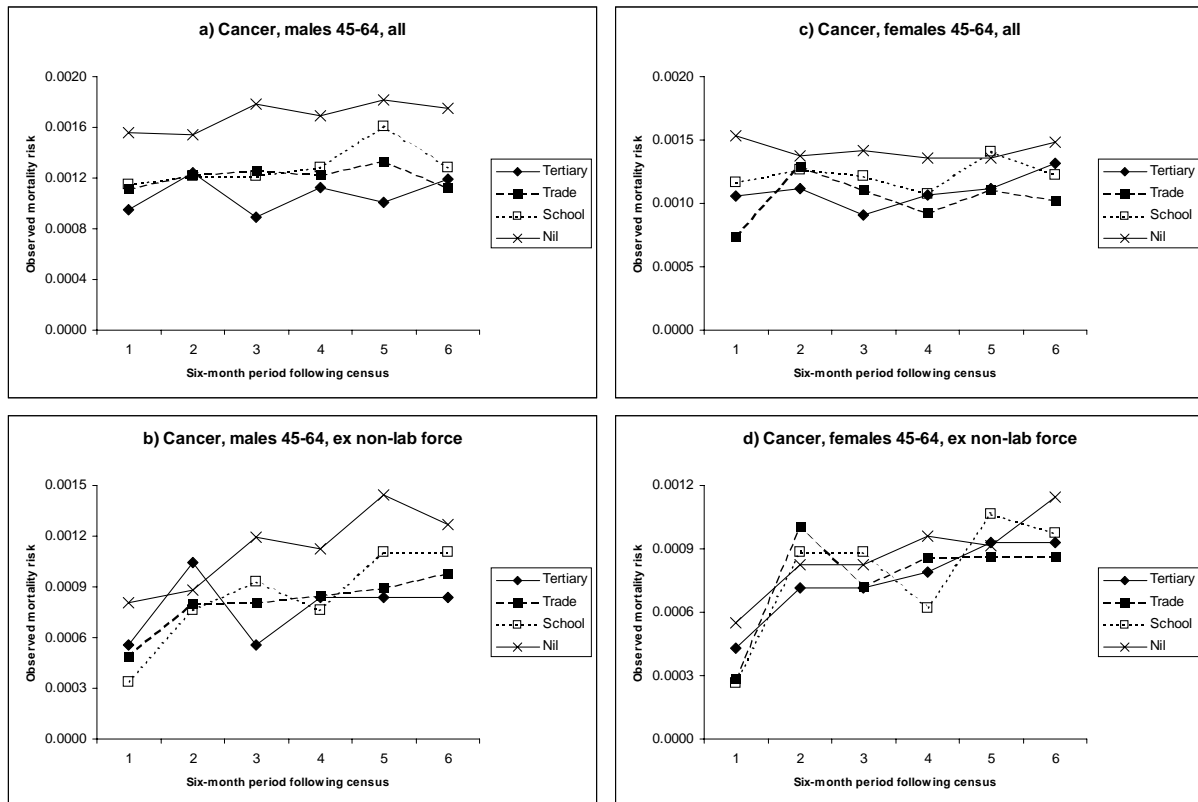 a) Cancer, males 45-64, all
0.0020
0.0016
0.0012
0.0008
0.0004
0.0000
Observed mortality risk
1 2 3 4 5 6
Six-month period following census
Tertiary
Trade
School
Nil
c) Cancer, females 45-64, all
0.0020
0.0015
0.0010
0.0005
0.0000
Observed mortality risk
1 2 3 4 5 6
Six-month period following census
Tertiary
Trade
School
Nil
b) Cancer, males 45-64, ex non-lab force
0.0015
0.0012
0.0009
0.0006
0.0003
0.0000
Observed mortality risk
1 2 3 4 5 6
Six-month period following census
Tertiary
Trade
School
Nil
d) Cancer, females 45-64, ex non-lab force
0.0012
0.0009
0.0006
0.0003
0.0000
Observed mortality risk
1 2 3 4 5 6
Six-month period following census
Tertiary
Trade
School
Nil